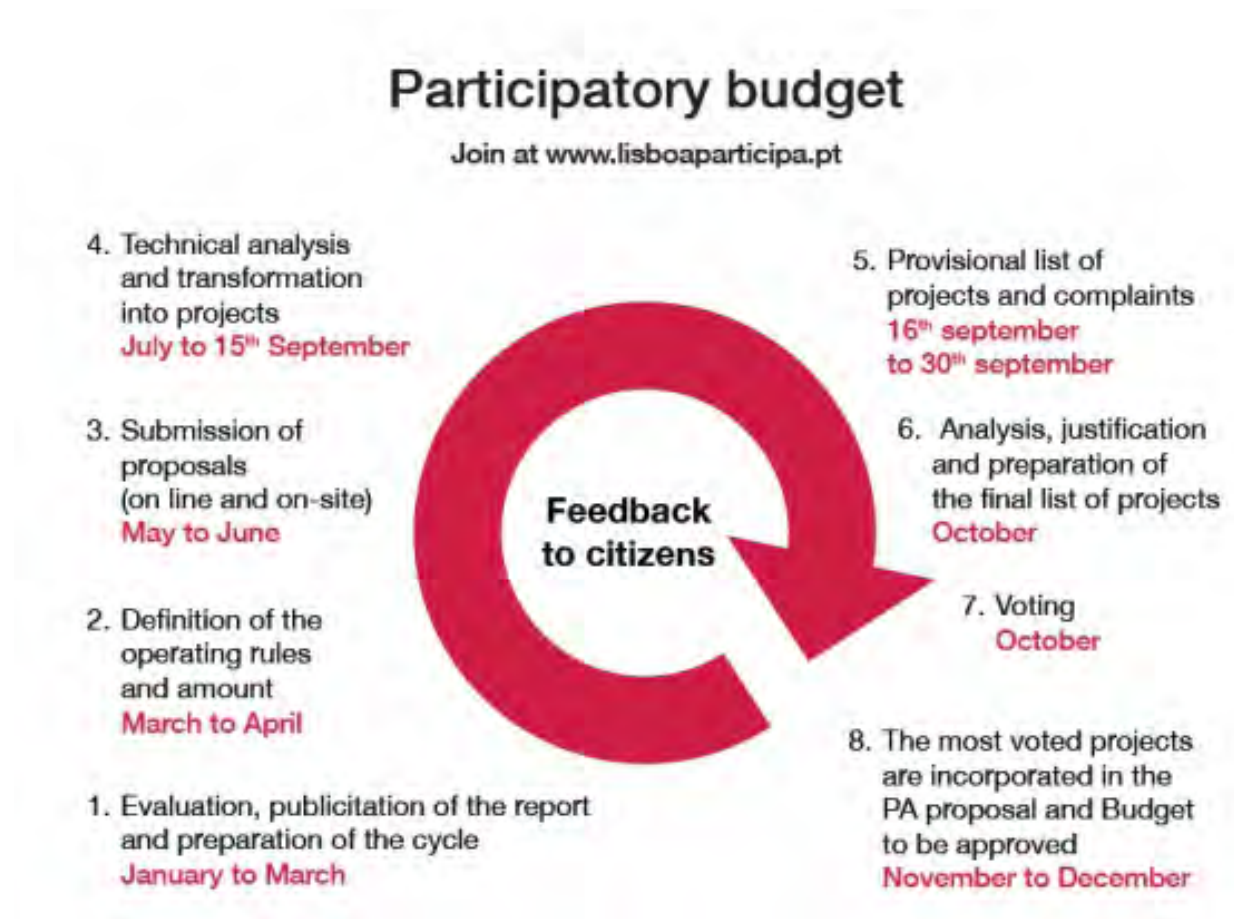 Participatory budget
Join at www.lisboaparticipa.pt
4. Technical analysis
and transformation
into projects
July to 15th September
3. Submission of
proposals
(on line and on-site)
May to June
2. Definition of the
operating rules
and amount
March to April
1. Evaluation, publicitation of the report
and preparation of the cycle
January to March
Feedback
to citizens
5. Provisional list of
projects and complaints
16th september
to 30th september
6. Analysis, justification
and preparation of
the final list of projects
October
7. Voting
October
8. The most voted projects
are incorporated in the
PA proposal and Budget
to be approved
November to December